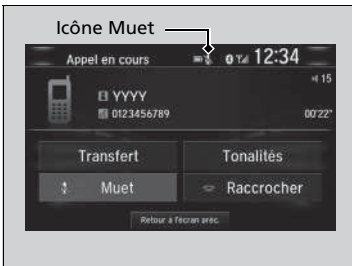 Icône Muet
Appel en cours 12:34
15
YYYY
0123456789 00'22"
Transfert Tonalités
Muet Raccrocher
Retour à l'écran préc.